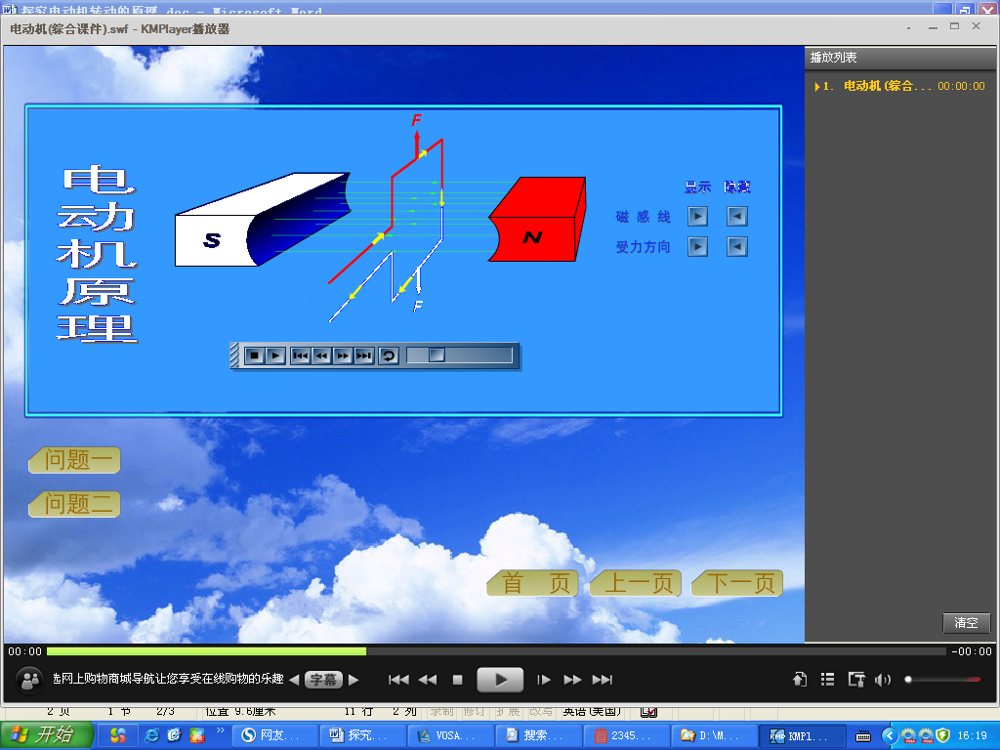 探究电动机转动的原理.doc - Microsoft Word
电动机(综合课件).swf - KMPlayer播放器
播放列表
1. 电动机(综合... 00:00:00
电动机原理
F
S
N
F
显示 隐藏
磁感线
受力方向
问题一
问题二
首 页
上一页
下一页
清空
00:00
-00:00
选网上购物商城导航让您享受在线购物的乐趣
字幕
2 页 1 节 2/3 位置 9.6厘米 11 行 2 列 录制 修订 扩展 改写 英语(美国)
开始
网友...
探究...
VOSA...
搜索...
2345...
D:\M...
KMPl...
16:19